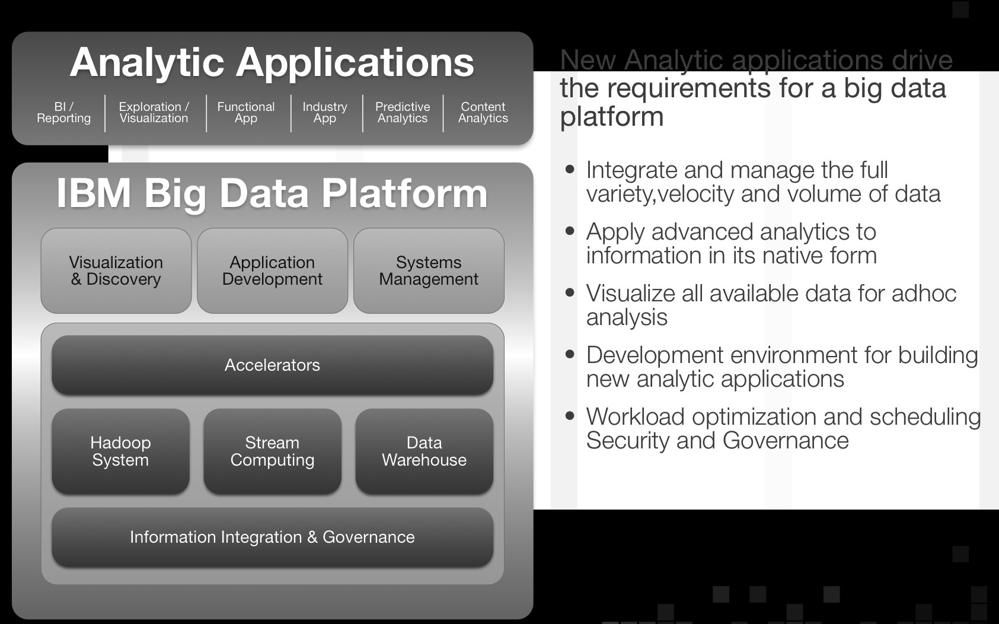 Analytic Applications
BI /
Reporting
Exploration /
Visualization
Functional
App
Industry
App
Predictive
Analytics
Content
Analytics
IBM Big Data Platform
Visualization
& Discovery
Application
Development
Systems
Management
Accelerators
Hadoop
System
Stream
Computing
Data
Warehouse
Information Integration & Governance
New Analytic applications drive
the requirements for a big data
platform
• Integrate and manage the full
variety,velocity and volume of data
• Apply advanced analytics to
information in its native form
• Visualize all available data for adhoc
analysis
• Development environment for building
new analytic applications
• Workload optimization and scheduling
Security and Governance